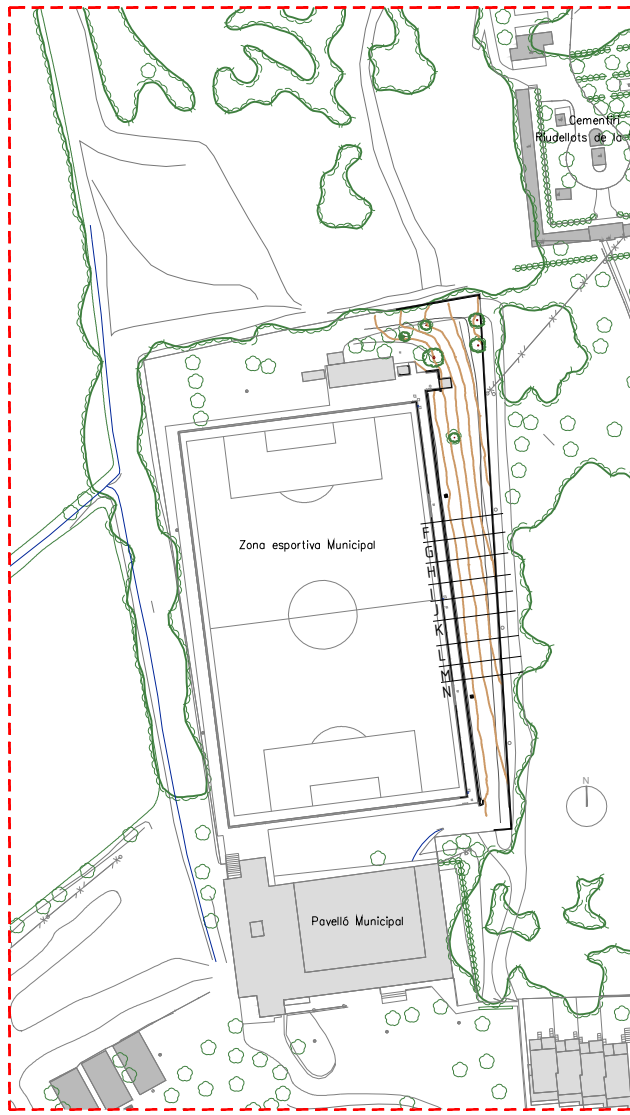 Cementiri
Riudellots de la
Zona esportiva Municipal
F
G
H
I
J
K
L
M
N
N
Pavelló Municipal